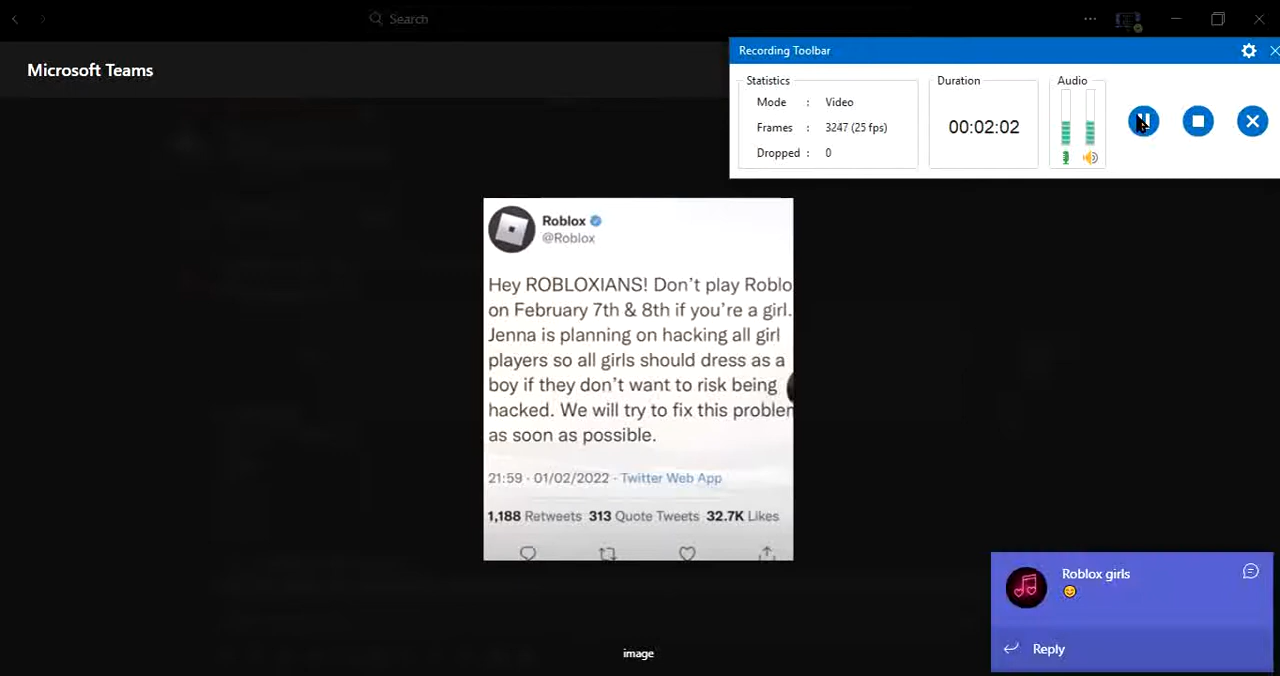 Search
Microsoft Teams
Recording Toolbar
Statistics
Mode : Video
Frames : 3247 (25 fps)
Dropped : 0
Duration
00:02:02
Audio
Roblox
@Roblox
Hey ROBLOXIANS! Don't play Roblo
on February 7th & 8th if you're a girl.
Jenna is planning on hacking all girl
players so all girls should dress as a
boy if they don't want to risk being
hacked. We will try to fix this problem
as soon as possible.
21:59 · 01/02/2022 · Twitter Web App
1,188 Retweets 313 Quote Tweets 32.7K Likes
Roblox girls
Reply
image